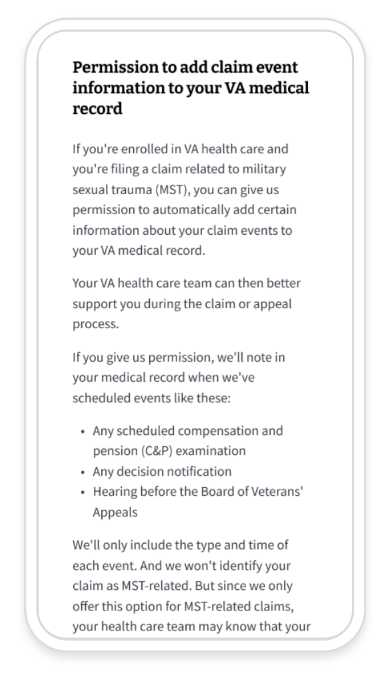 Permission to add claim event
information to your VA medical
record
If you're enrolled in VA health care and
you're filing a claim related to military
sexual trauma (MST), you can give us
permission to automatically add certain
information about your claim events to
your VA medical record.
Your VA health care team can then better
support you during the claim or appeal
process.
If you give us permission, we'll note in
your medical record when we've
scheduled events like these:
• Any scheduled compensation and
pension (C&P) examination
• Any decision notification
• Hearing before the Board of Veterans'
Appeals
We'll only include the type and time of
each event. And we won't identify your
claim as MST-related. But since we only
offer this option for MST-related claims,
your health care team may know that your